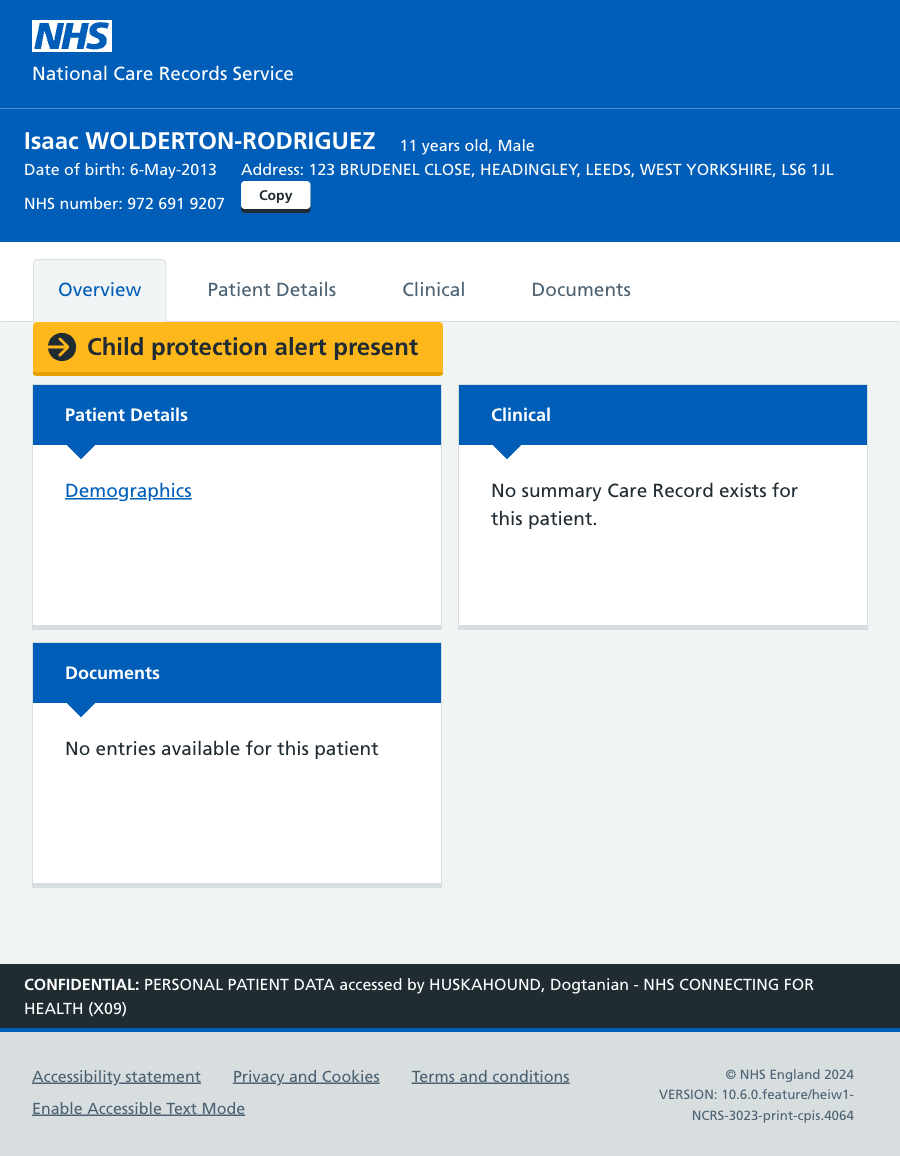 NHS
National Care Records Service
Isaac WOLDERTON-RODRIGUEZ 11 years old, Male
Date of birth: 6-May-2013 Address: 123 BRUDENEL CLOSE, HEADINGLEY, LEEDS, WEST YORKSHIRE, LS6 1JL
NHS number: 972 691 9207 Copy
Overview Patient Details Clinical Documents
Child protection alert present
Patient Details
Demographics
Clinical
No summary Care Record exists for
this patient.
Documents
No entries available for this patient
CONFIDENTIAL: PERSONAL PATIENT DATA accessed by HUSKAHOUND, Dogtanian - NHS CONNECTING FOR
HEALTH (X09)
Accessibility statement Privacy and Cookies Terms and conditions
Enable Accessible Text Mode
© NHS England 2024
VERSION: 10.6.0.feature/heiw1-
NCRS-3023-print-cpis.4064